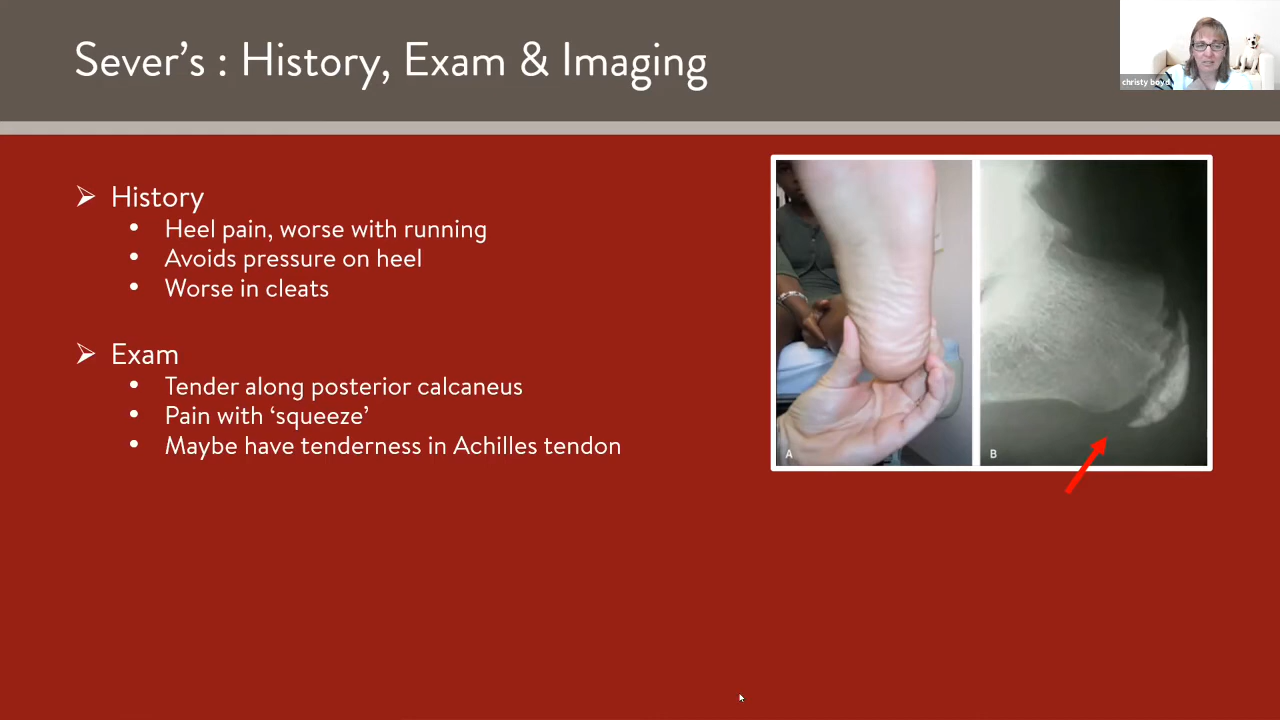 Sever's : History, Exam & Imaging
christy boyd
History
Heel pain, worse with running
Avoids pressure on heel
Worse in cleats
Exam
Tender along posterior calcaneus
Pain with 'squeeze'
Maybe have tenderness in Achilles tendon
A
B